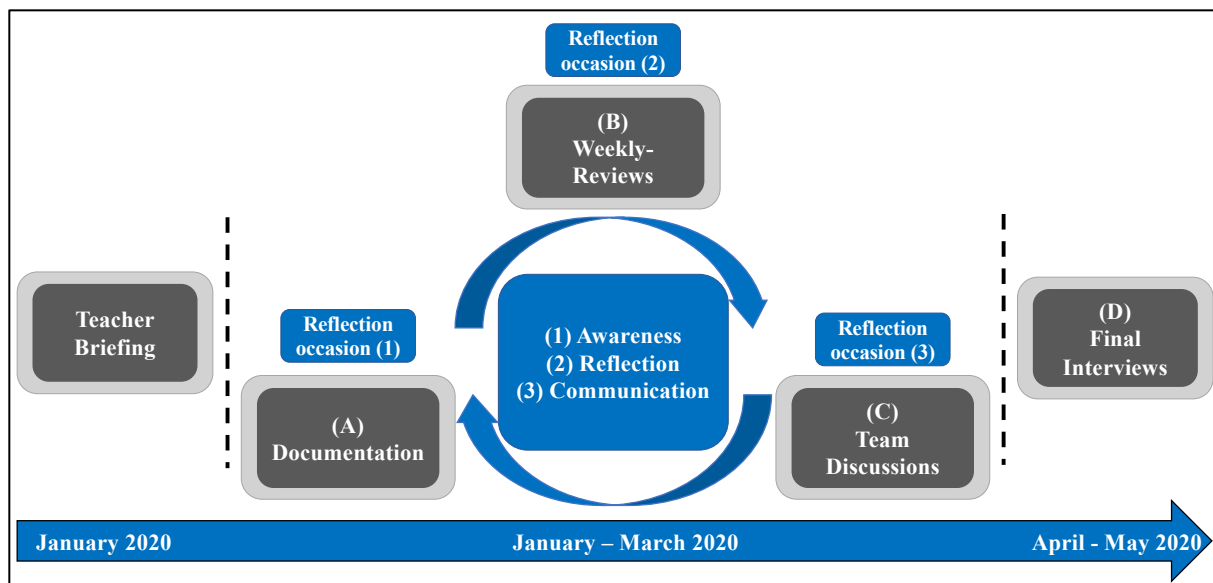 Reflection
occasion (2)
(B)
Weekly-
Reviews
Teacher
Briefing
Reflection
occasion (1)
(A)
Documentation
(1) Awareness
(2) Reflection
(3) Communication
Reflection
occasion (3)
(C)
Team
Discussions
(D)
Final
Interviews
January 2020
January – March 2020
April - May 2020